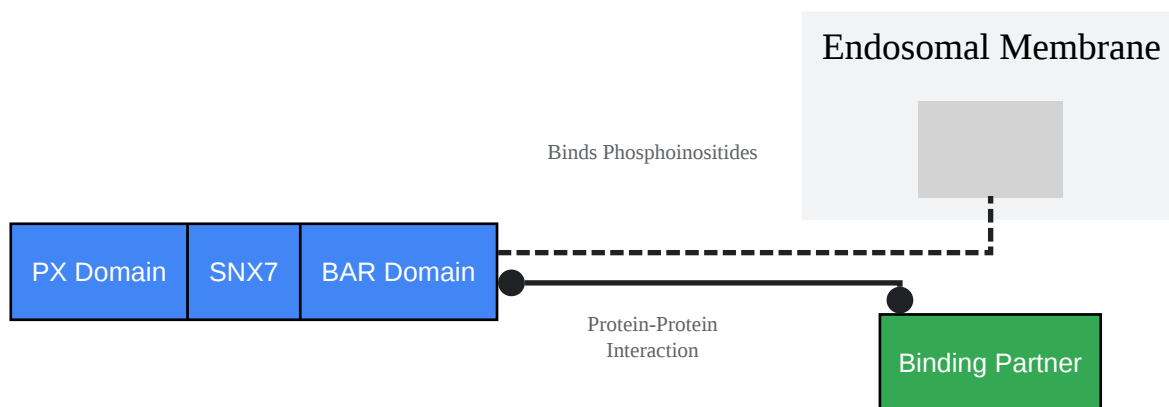 Endosomal Membrane
Binds Phosphoinositides
PX Domain
SNX7
BAR Domain
Protein-Protein
Interaction
Binding Partner